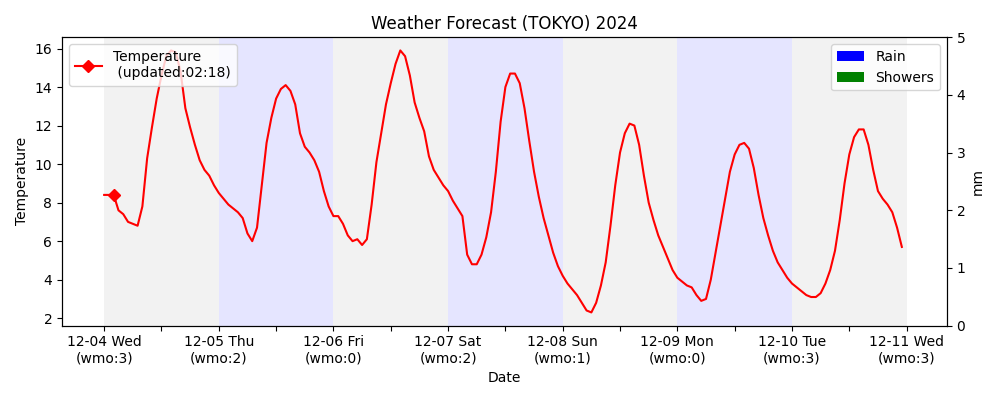 Weather Forecast (TOKYO) 2024
Temperature
(updated:02:18)
Rain
Showers
16
14
12
10
8
6
4
2
Temperature
5
4
3
2
1
0
mm
12-04 Wed
(wmo:3)
12-05 Thu
(wmo:2)
12-06 Fri
(wmo:0)
12-07 Sat
(wmo:2)
12-08 Sun
(wmo:1)
12-09 Mon
(wmo:0)
12-10 Tue
(wmo:3)
12-11 Wed
(wmo:3)
Date